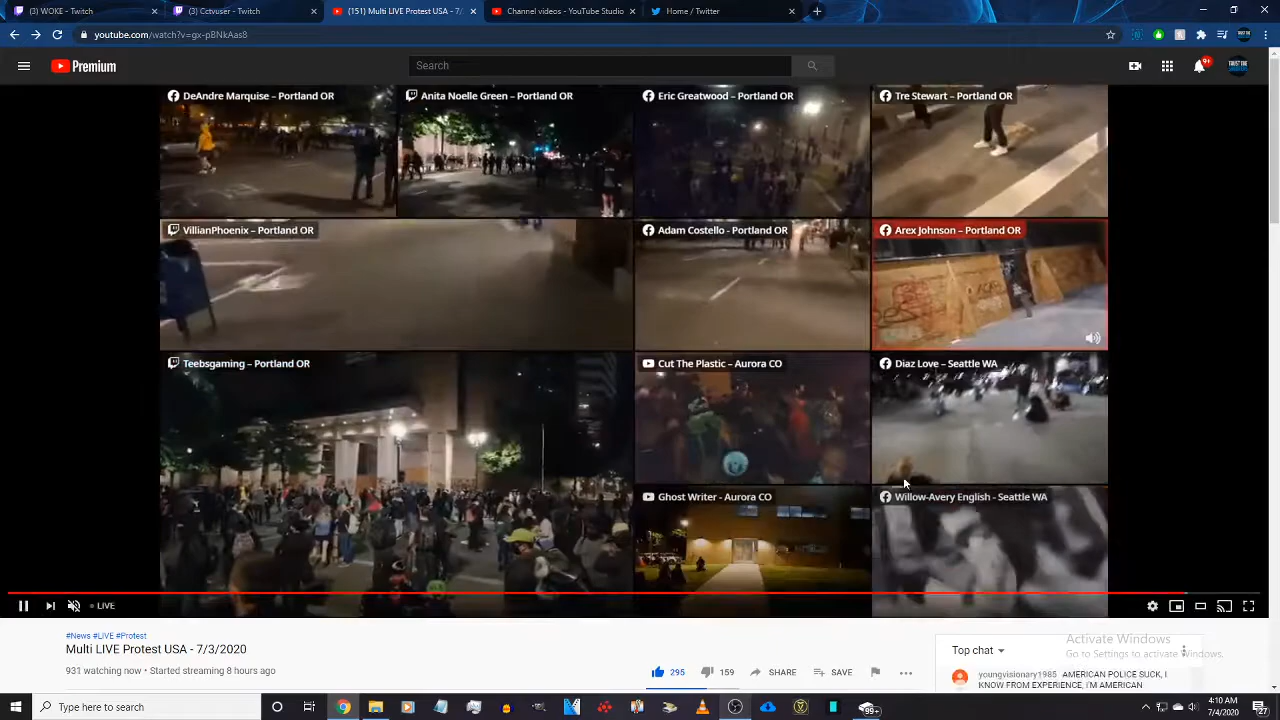 (3) WOKE - Twitch
(3) Cctvuser - Twitch
(151) Multi LIVE Protest USA - 7/
Channel videos - YouTube Studio
Home / Twitter
youtube.com/watch?v=gx-pBNkAas8
Premium
Search
9+
DeAndre Marquise – Portland OR
Anita Noelle Green – Portland OR
Eric Greatwood – Portland OR
Tre Stewart – Portland OR
VillianPhoenix – Portland OR
Adam Costello - Portland OR
Arex Johnson – Portland OR
Teebsgaming – Portland OR
Cut The Plastic – Aurora CO
Diaz Love – Seattle WA
Ghost Writer - Aurora CO
Willow-Avery English - Seattle WA
LIVE
#News #LIVE #Protest
Multi LIVE Protest USA - 7/3/2020
931 watching now • Started streaming 8 hours ago
295
159
SHARE
SAVE
Top chat
Activate Windows
Go to Settings to activate Windows.
youngvisionary1985 AMERICAN POLICE SUCK, I
KNOW FROM EXPERIENCE, I'M AMERICAN
Type here to search
99+
4:10 AM
7/4/2020